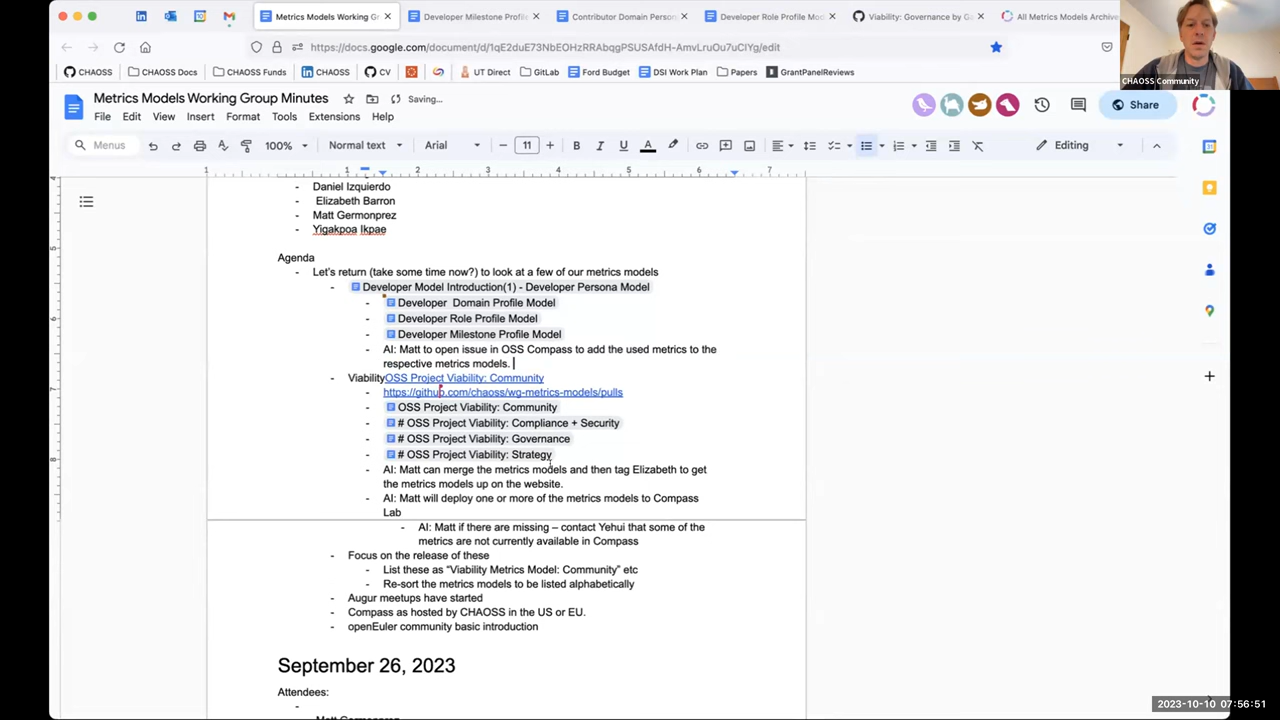 Metrics Models Working Gr
Developer Milestone Profile
Contributor Domain Person
Developer Role Profile Mod
Viability: Governance by G
All Metrics Models Archive
https://docs.google.com/document/d/1qE2duE73NbEOHzRRAbqgPSUSAfdH-AmvLruOu7uClYg/edit
CHAOSS
CHAOSS Docs
CHAOSS Funds
CHAOSS
CV
UT Direct
GitLab
Ford Budget
DSI Work Plan
Papers
GrantPanelReviews
CHAOSS Community
Metrics Models Working Group Minutes
Saving...
File Edit View Insert Format Tools Extensions Help
Share
Menus
100%
Normal text
Arial
11
Editing
1 1 2 3 4 5 6 7
- Daniel Izquierdo
- Elizabeth Barron
- Matt Germonprez
- Yigakpoa Ikpae
Agenda
- Let's return (take some time now?) to look at a few of our metrics models
- Developer Model Introduction(1) - Developer Persona Model
- Developer Domain Profile Model
- Developer Role Profile Model
- Developer Milestone Profile Model
- AI: Matt to open issue in OSS Compass to add the used metrics to the
respective metrics models.
- ViabilityOSS Project Viability: Community
- https://github.com/chaoss/wg-metrics-models/pulls
- OSS Project Viability: Community
- # OSS Project Viability: Compliance + Security
- # OSS Project Viability: Governance
- # OSS Project Viability: Strategy
- AI: Matt can merge the metrics models and then tag Elizabeth to get
the metrics models up on the website.
- AI: Matt will deploy one or more of the metrics models to Compass
Lab
- AI: Matt if there are missing – contact Yehui that some of the
metrics are not currently available in Compass
- Focus on the release of these
- List these as “Viability Metrics Model: Community” etc
- Re-sort the metrics models to be listed alphabetically
- Augur meetups have started
- Compass as hosted by CHAOSS in the US or EU.
- openEuler community basic introduction
September 26, 2023
Attendees:
-
2023-10-10 07:56:51